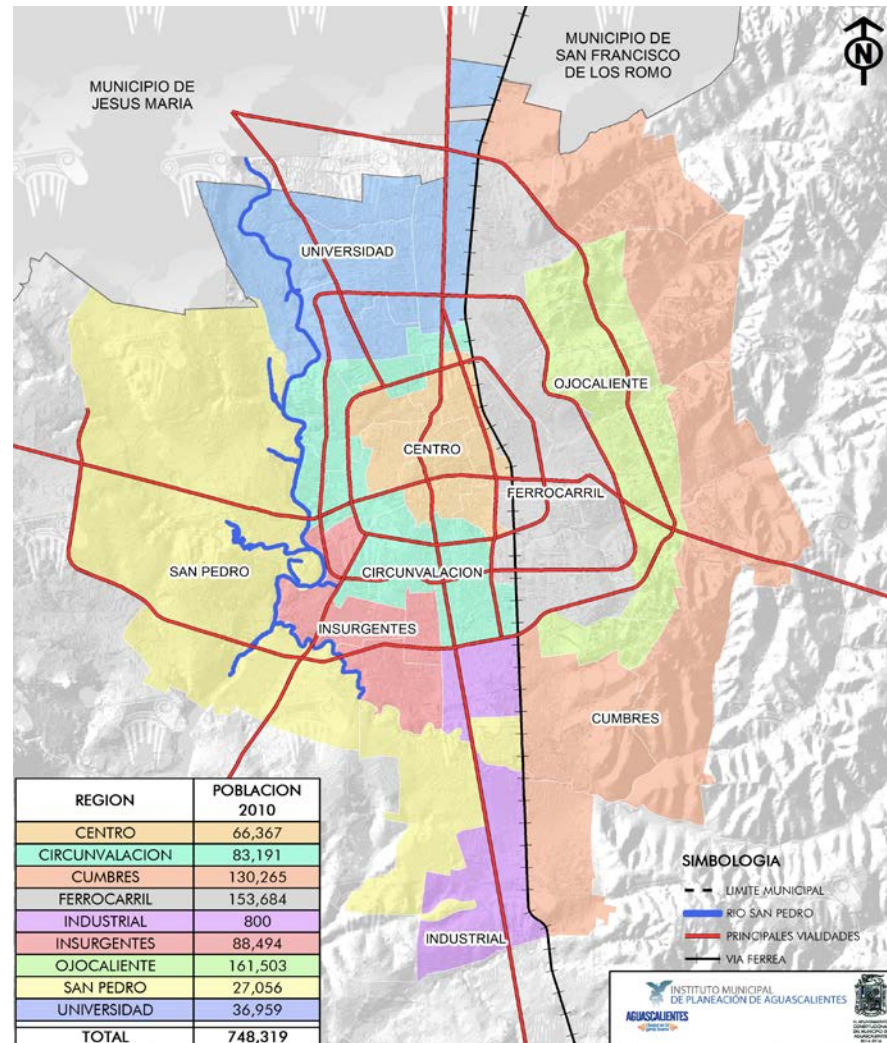 MUNICIPIO DE
SAN FRANCISCO
DE LOS ROMO
N
MUNICIPIO DE
JESUS MARIA
UNIVERSIDAD
OJOCALIENTE
CENTRO
FERROCARRIL
SAN PEDRO
CIRCUNVALACION
INSURGENTES
CUMBRES
INDUSTRIAL
REGION POBLACION 2010
CENTRO 66,367
CIRCUNVALACION 83,191
CUMBRES 130,265
FERROCARRIL 153,684
INDUSTRIAL 800
INSURGENTES 88,494
OJOCALIENTE 161,503
SAN PEDRO 27,056
UNIVERSIDAD 36,959
TOTAL 748,319
SIMBOLOGIA
LIMITE MUNICIPAL
RIO SAN PEDRO
PRINCIPALES VIALIDADES
VIA FERREA
INSTITUTO MUNICIPAL
DE PLANEACIÓN DE AGUASCALIENTES
AGUASCALIENTES